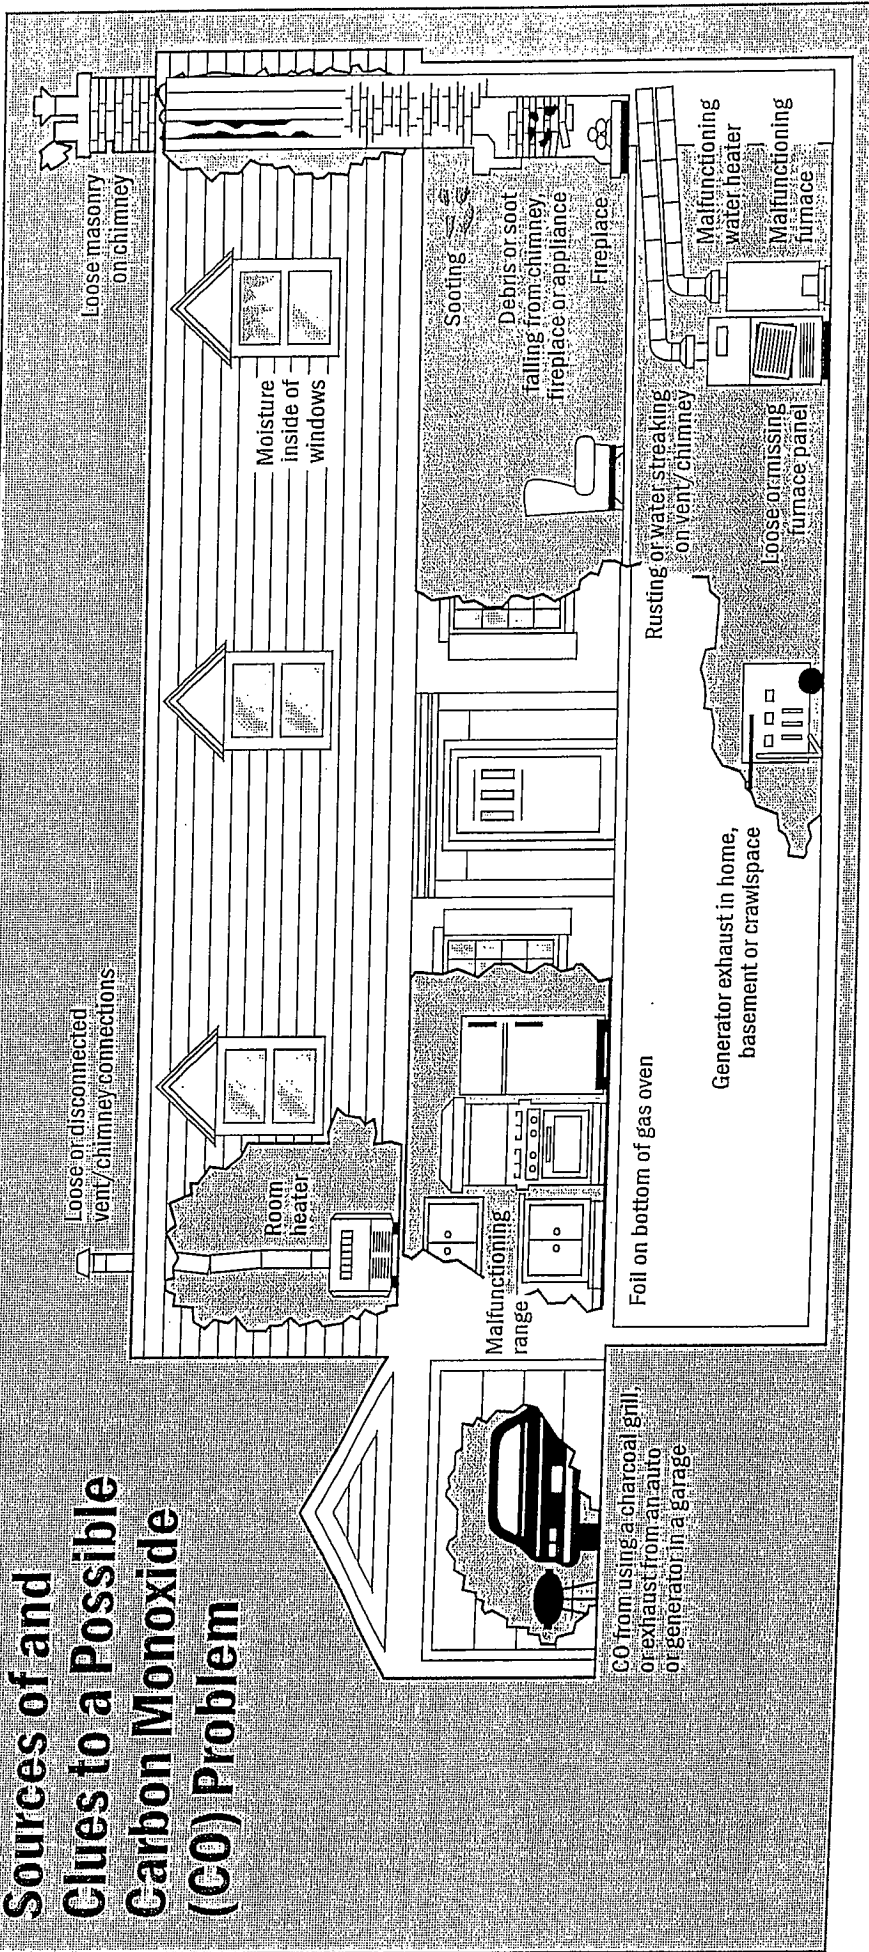 Sources of and
Clues to a Possible
Carbon Monoxide
(CO) Problem
Loose or disconnected
vent/chimney connections
Loose masonry
on chimney
Room
heater
Moisture
inside of
windows
Malfunctioning
range
Sooting
Debris or soot
falling from chimney,
fireplace or appliance
Fireplace
CO from using a charcoal grill,
or exhaust from an auto
or generator in a garage
Foil on bottom of gas oven
Generator exhaust in home,
basement or crawlspace
Rusting or water streaking
on vent/chimney
Loose or missing
furnace panel
Malfunctioning
water heater
Malfunctioning
furnace